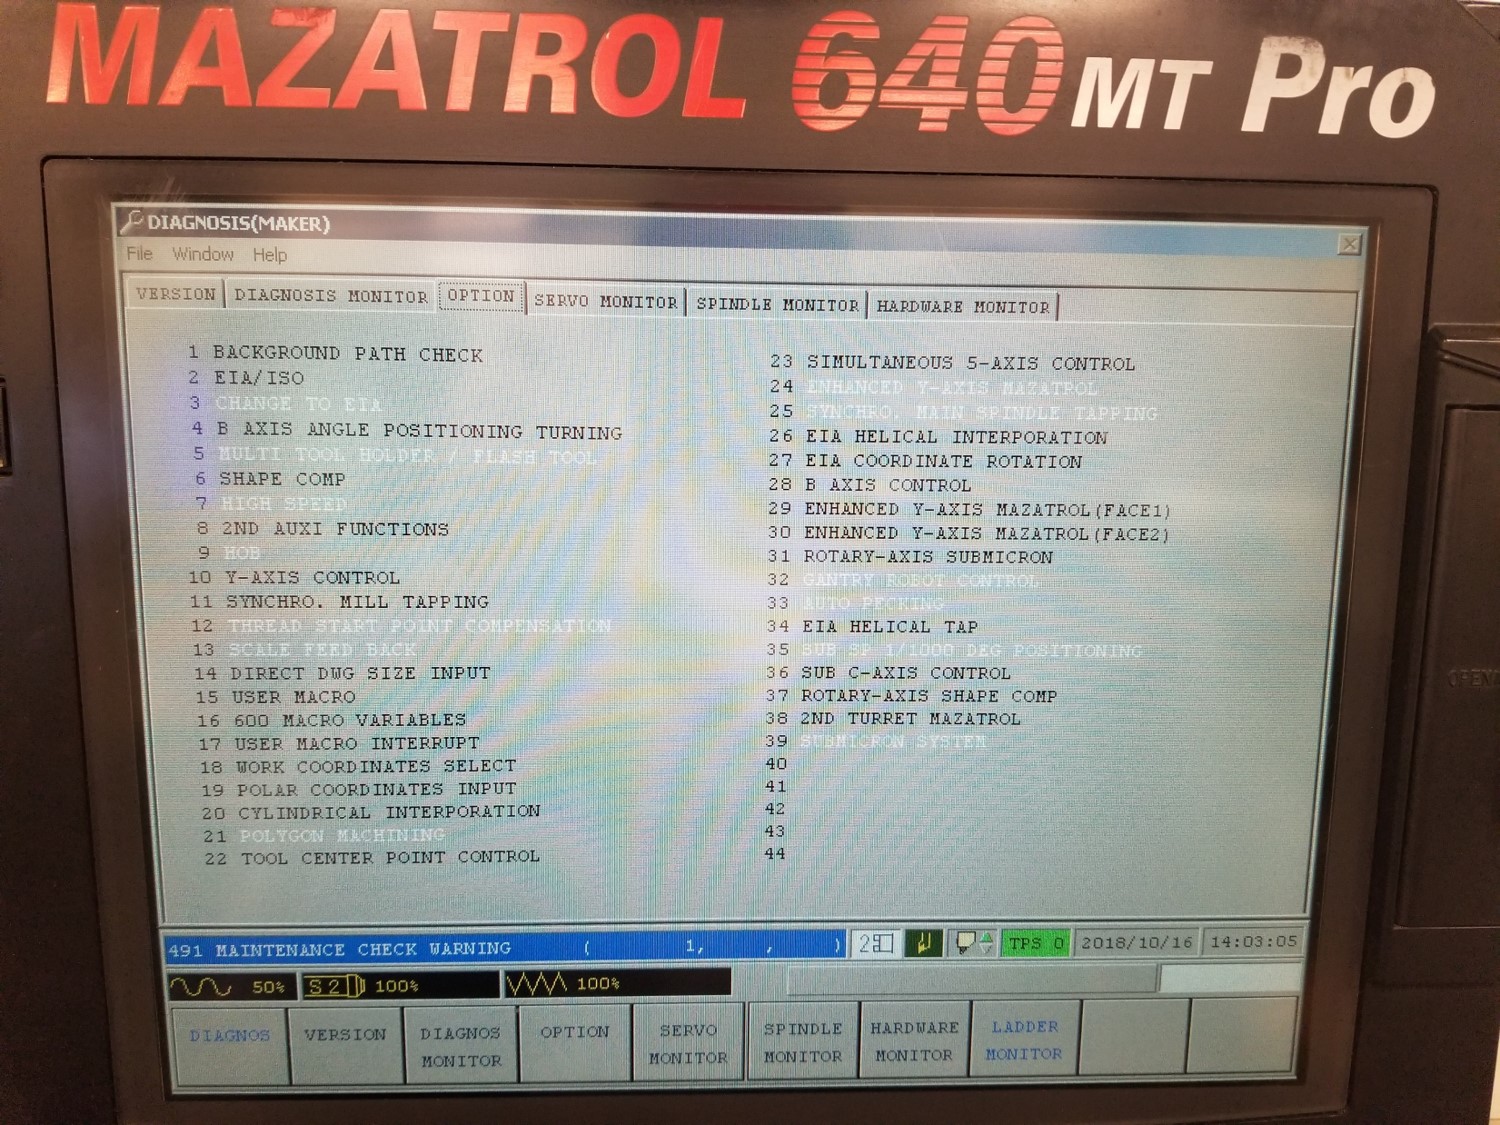 MAZATROL 640 MT Pro
DIAGNOSIS(MAKER)
File Window Help
VERSION DIAGNOSIS MONITOR OPTION SERVO MONITOR SPINDLE MONITOR HARDWARE MONITOR
1 BACKGROUND PATH CHECK
2 EIA/ISO
3 CHANGE TO EIA
4 B AXIS ANGLE POSITIONING TURNING
5 MULTI TOOL HOLDER / FLASH TOOL
6 SHAPE COMP
7 HIGH SPEED
8 2ND AUXI FUNCTIONS
9 HOB
10 Y-AXIS CONTROL
11 SYNCHRO. MILL TAPPING
12 THREAD START POINT COMPENSATION
13 SCALE FEED BACK
14 DIRECT DWG SIZE INPUT
15 USER MACRO
16 600 MACRO VARIABLES
17 USER MACRO INTERRUPT
18 WORK COORDINATES SELECT
19 POLAR COORDINATES INPUT
20 CYLINDRICAL INTERPORATION
21 POLYGON MACHINING
22 TOOL CENTER POINT CONTROL
23 SIMULTANEOUS 5-AXIS CONTROL
24 ENHANCED Y-AXIS MAZATROL
25 SYNCHRO. MAIN SPINDLE TAPPING
26 EIA HELICAL INTERPORATION
27 EIA COORDINATE ROTATION
28 B AXIS CONTROL
29 ENHANCED Y-AXIS MAZATROL(FACE1)
30 ENHANCED Y-AXIS MAZATROL(FACE2)
31 ROTARY-AXIS SUBMICRON
32 GANTRY ROBOT CONTROL
33 AUTO PECKING
34 EIA HELICAL TAP
35 SUB SP 1/1000 DEG POSITIONING
36 SUB C-AXIS CONTROL
37 ROTARY-AXIS SHAPE COMP
38 2ND TURRET MAZATROL
39 SUBMICRON SYSTEM
40
41
42
43
44
491 MAINTENANCE CHECK WARNING ( 1, , ) 2 TPS 0 2018/10/16 14:03:05
50% S2 100% 100%
DIAGNOS VERSION DIAGNOS MONITOR OPTION SERVO MONITOR SPINDLE MONITOR HARDWARE MONITOR LADDER MONITOR